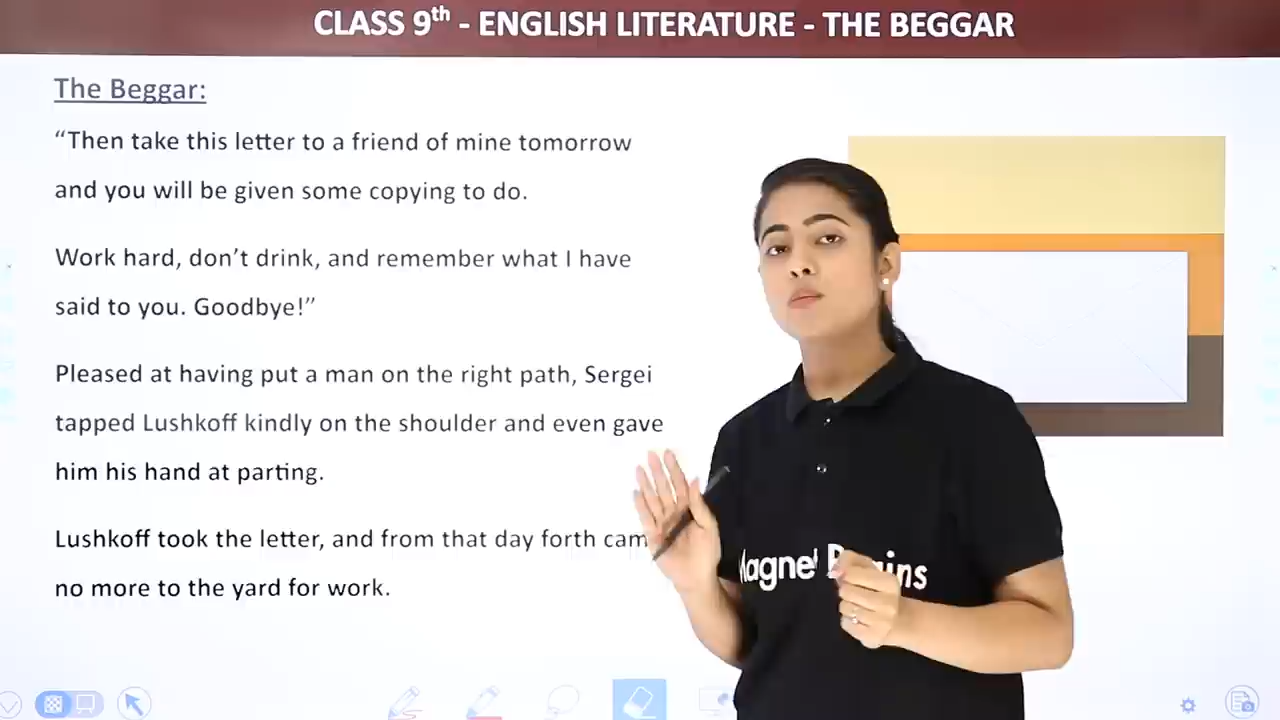 CLASS 9th - ENGLISH LITERATURE - THE BEGGAR
The Beggar:
“Then take this letter to a friend of mine tomorrow
and you will be given some copying to do.
Work hard, don’t drink, and remember what I have
said to you. Goodbye!”
Pleased at having put a man on the right path, Sergei
tapped Lushkoff kindly on the shoulder and even gave
him his hand at parting.
Lushkoff took the letter, and from that day forth cam
no more to the yard for work.
Magnet Brains